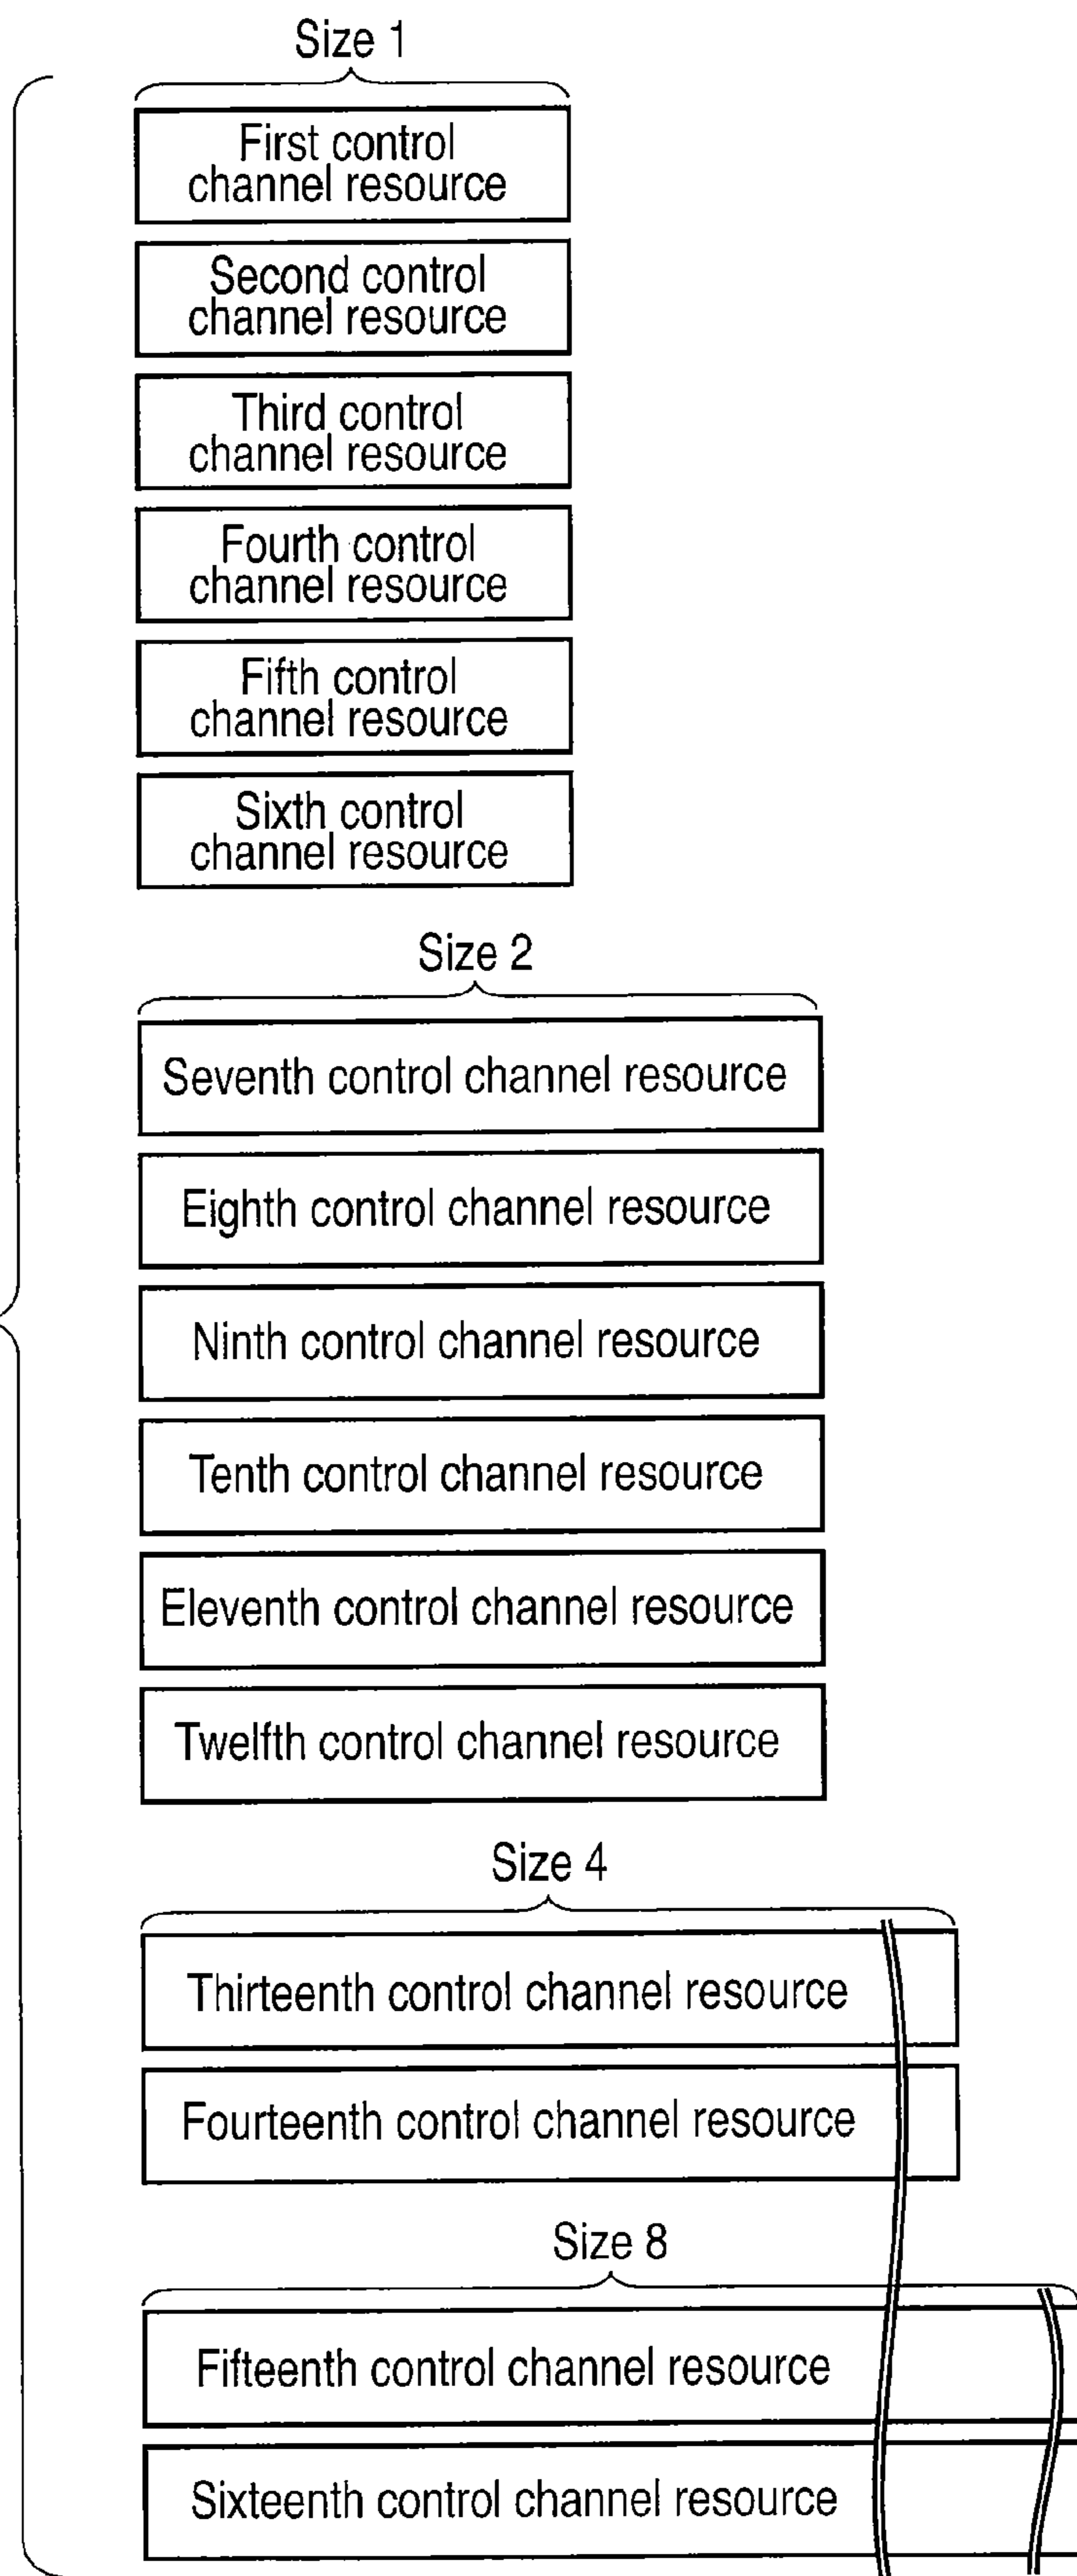 Size 1
First control
channel resource
Second control
channel resource
Third control
channel resource
Fourth control
channel resource
Fifth control
channel resource
Sixth control
channel resource
Size 2
Seventh control channel resource
Eighth control channel resource
Ninth control channel resource
Tenth control channel resource
Eleventh control channel resource
Twelfth control channel resource
Size 4
Thirteenth control channel resource
Fourteenth control channel resource
Size 8
Fifteenth control channel resource
Sixteenth control channel resource